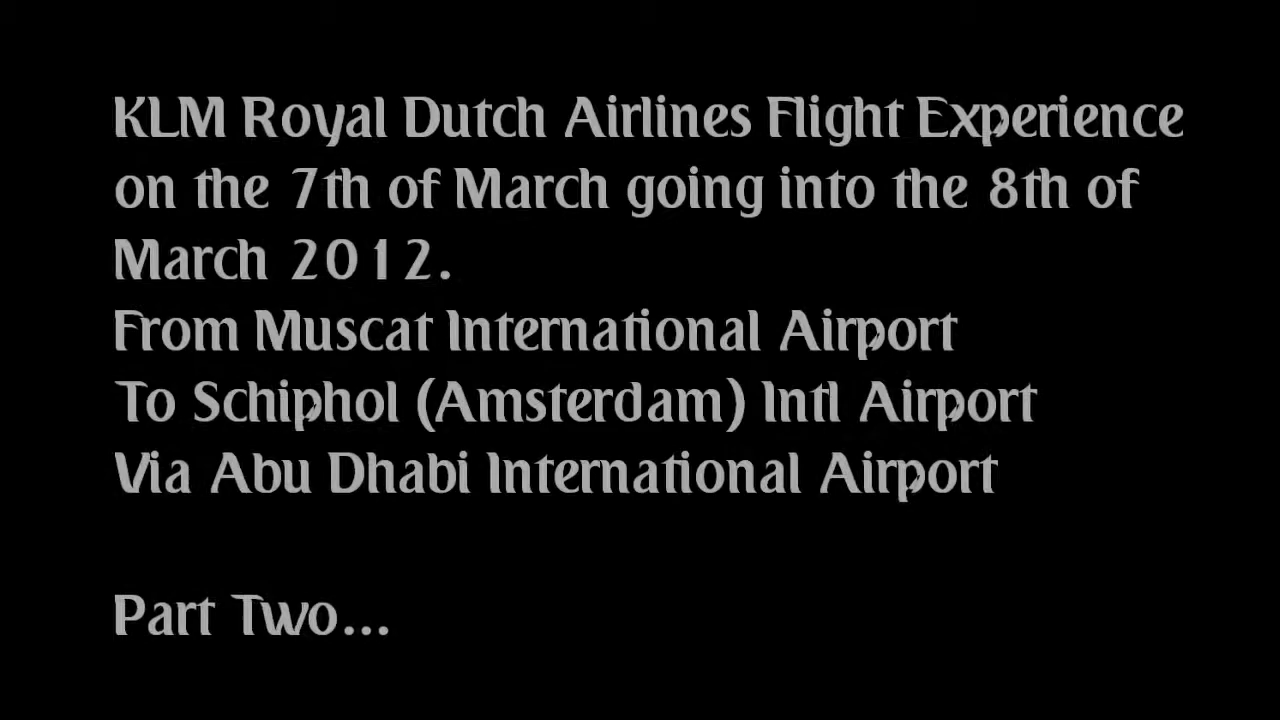 KLM Royal Dutch Airlines Flight Experience
on the 7th of March going into the 8th of
March 2012.
From Muscat International Airport
To Schiphol (Amsterdam) Intl Airport
Via Abu Dhabi International Airport
Part Two...